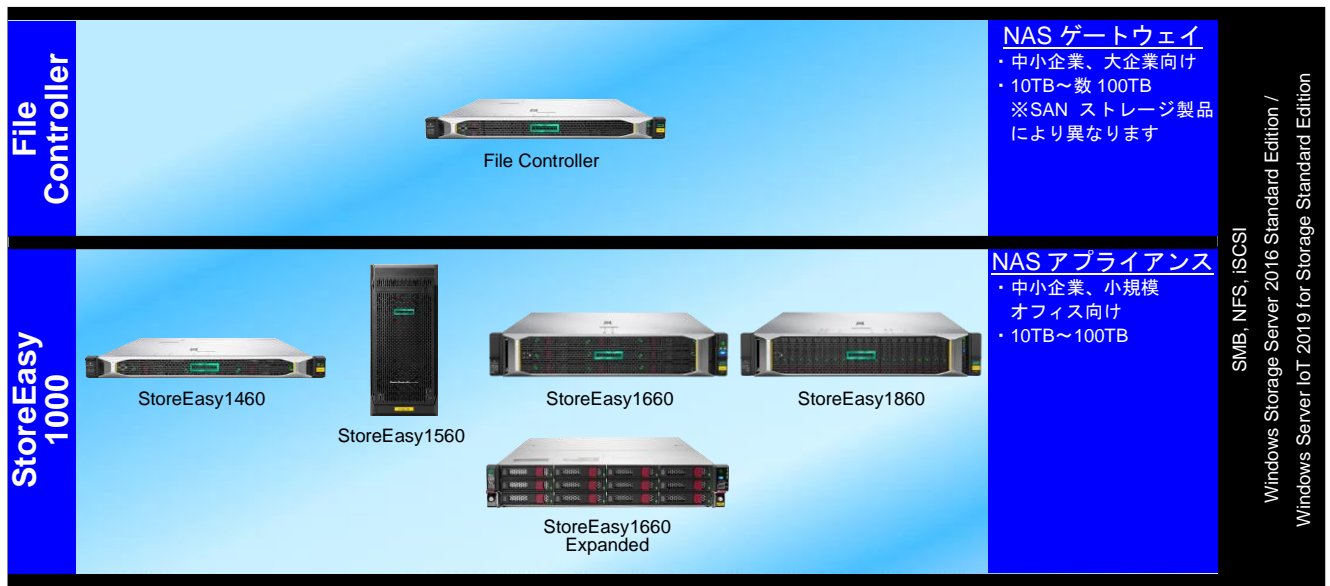 File
Controller
File Controller
NAS ゲートウェイ
・中小企業、大企業向け
・10TB～数 100TB
※SAN ストレージ製品
により異なります
StoreEasy
1000
StoreEasy1460
StoreEasy1560
StoreEasy1660
StoreEasy1860
StoreEasy1660
Expanded
NAS アプライアンス
・中小企業、小規模
オフィス向け
・10TB～100TB
SMB, NFS, iSCSI
Windows Storage Server 2016 Standard Edition /
Windows Server IoT 2019 for Storage Standard Edition